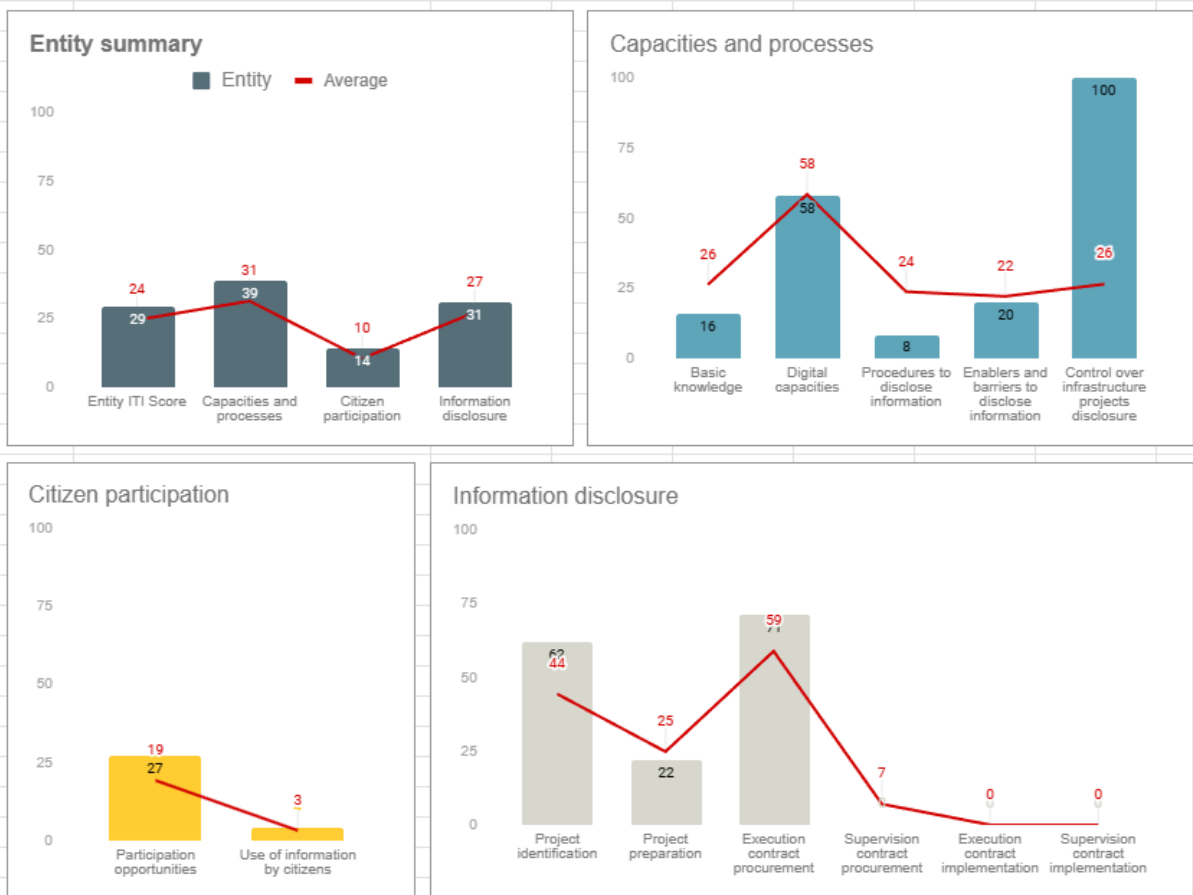 Entity summary
Entity Average
100
75
50
25
0
24
29
31
39
10
14
27
31
Entity ITI Score
Capacities and
processes
Citizen
participation
Information
disclosure
Capacities and processes
100
75
50
25
0
26
16
58
58
24
8
22
20
26
100
Basic
knowledge
Digital
capacities
Procedures to
disclose
information
Enablers and
barriers to
disclose
information
Control over
infrastructure
projects
disclosure
Citizen participation
100
75
50
25
0
19
27
3
Participation
opportunities
Use of information
by citizens
Information disclosure
100
75
50
25
0
62
44
25
22
59
71
7
0
0
0
Project
identification
Project
preparation
Execution
contract
procurement
Supervision
contract
procurement
Execution
contract
implementation
Supervision
contract
implementation